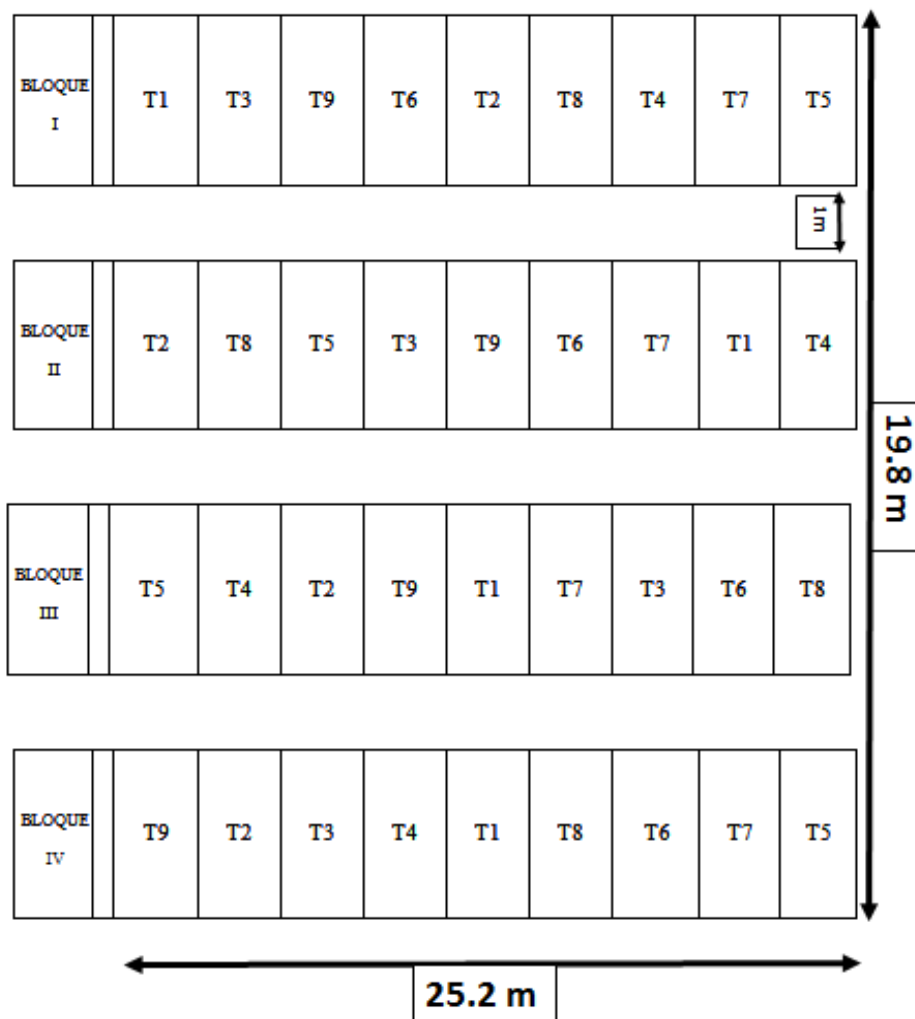 BLOQUE
I
T1 T3 T9 T6 T2 T8 T4 T7 T5
1m
BLOQUE
II
T2 T8 T5 T3 T9 T6 T7 T1 T4
19.8 m
BLOQUE
III
T5 T4 T2 T9 T1 T7 T3 T6 T8
BLOQUE
IV
T9 T2 T3 T4 T1 T8 T6 T7 T5
25.2 m